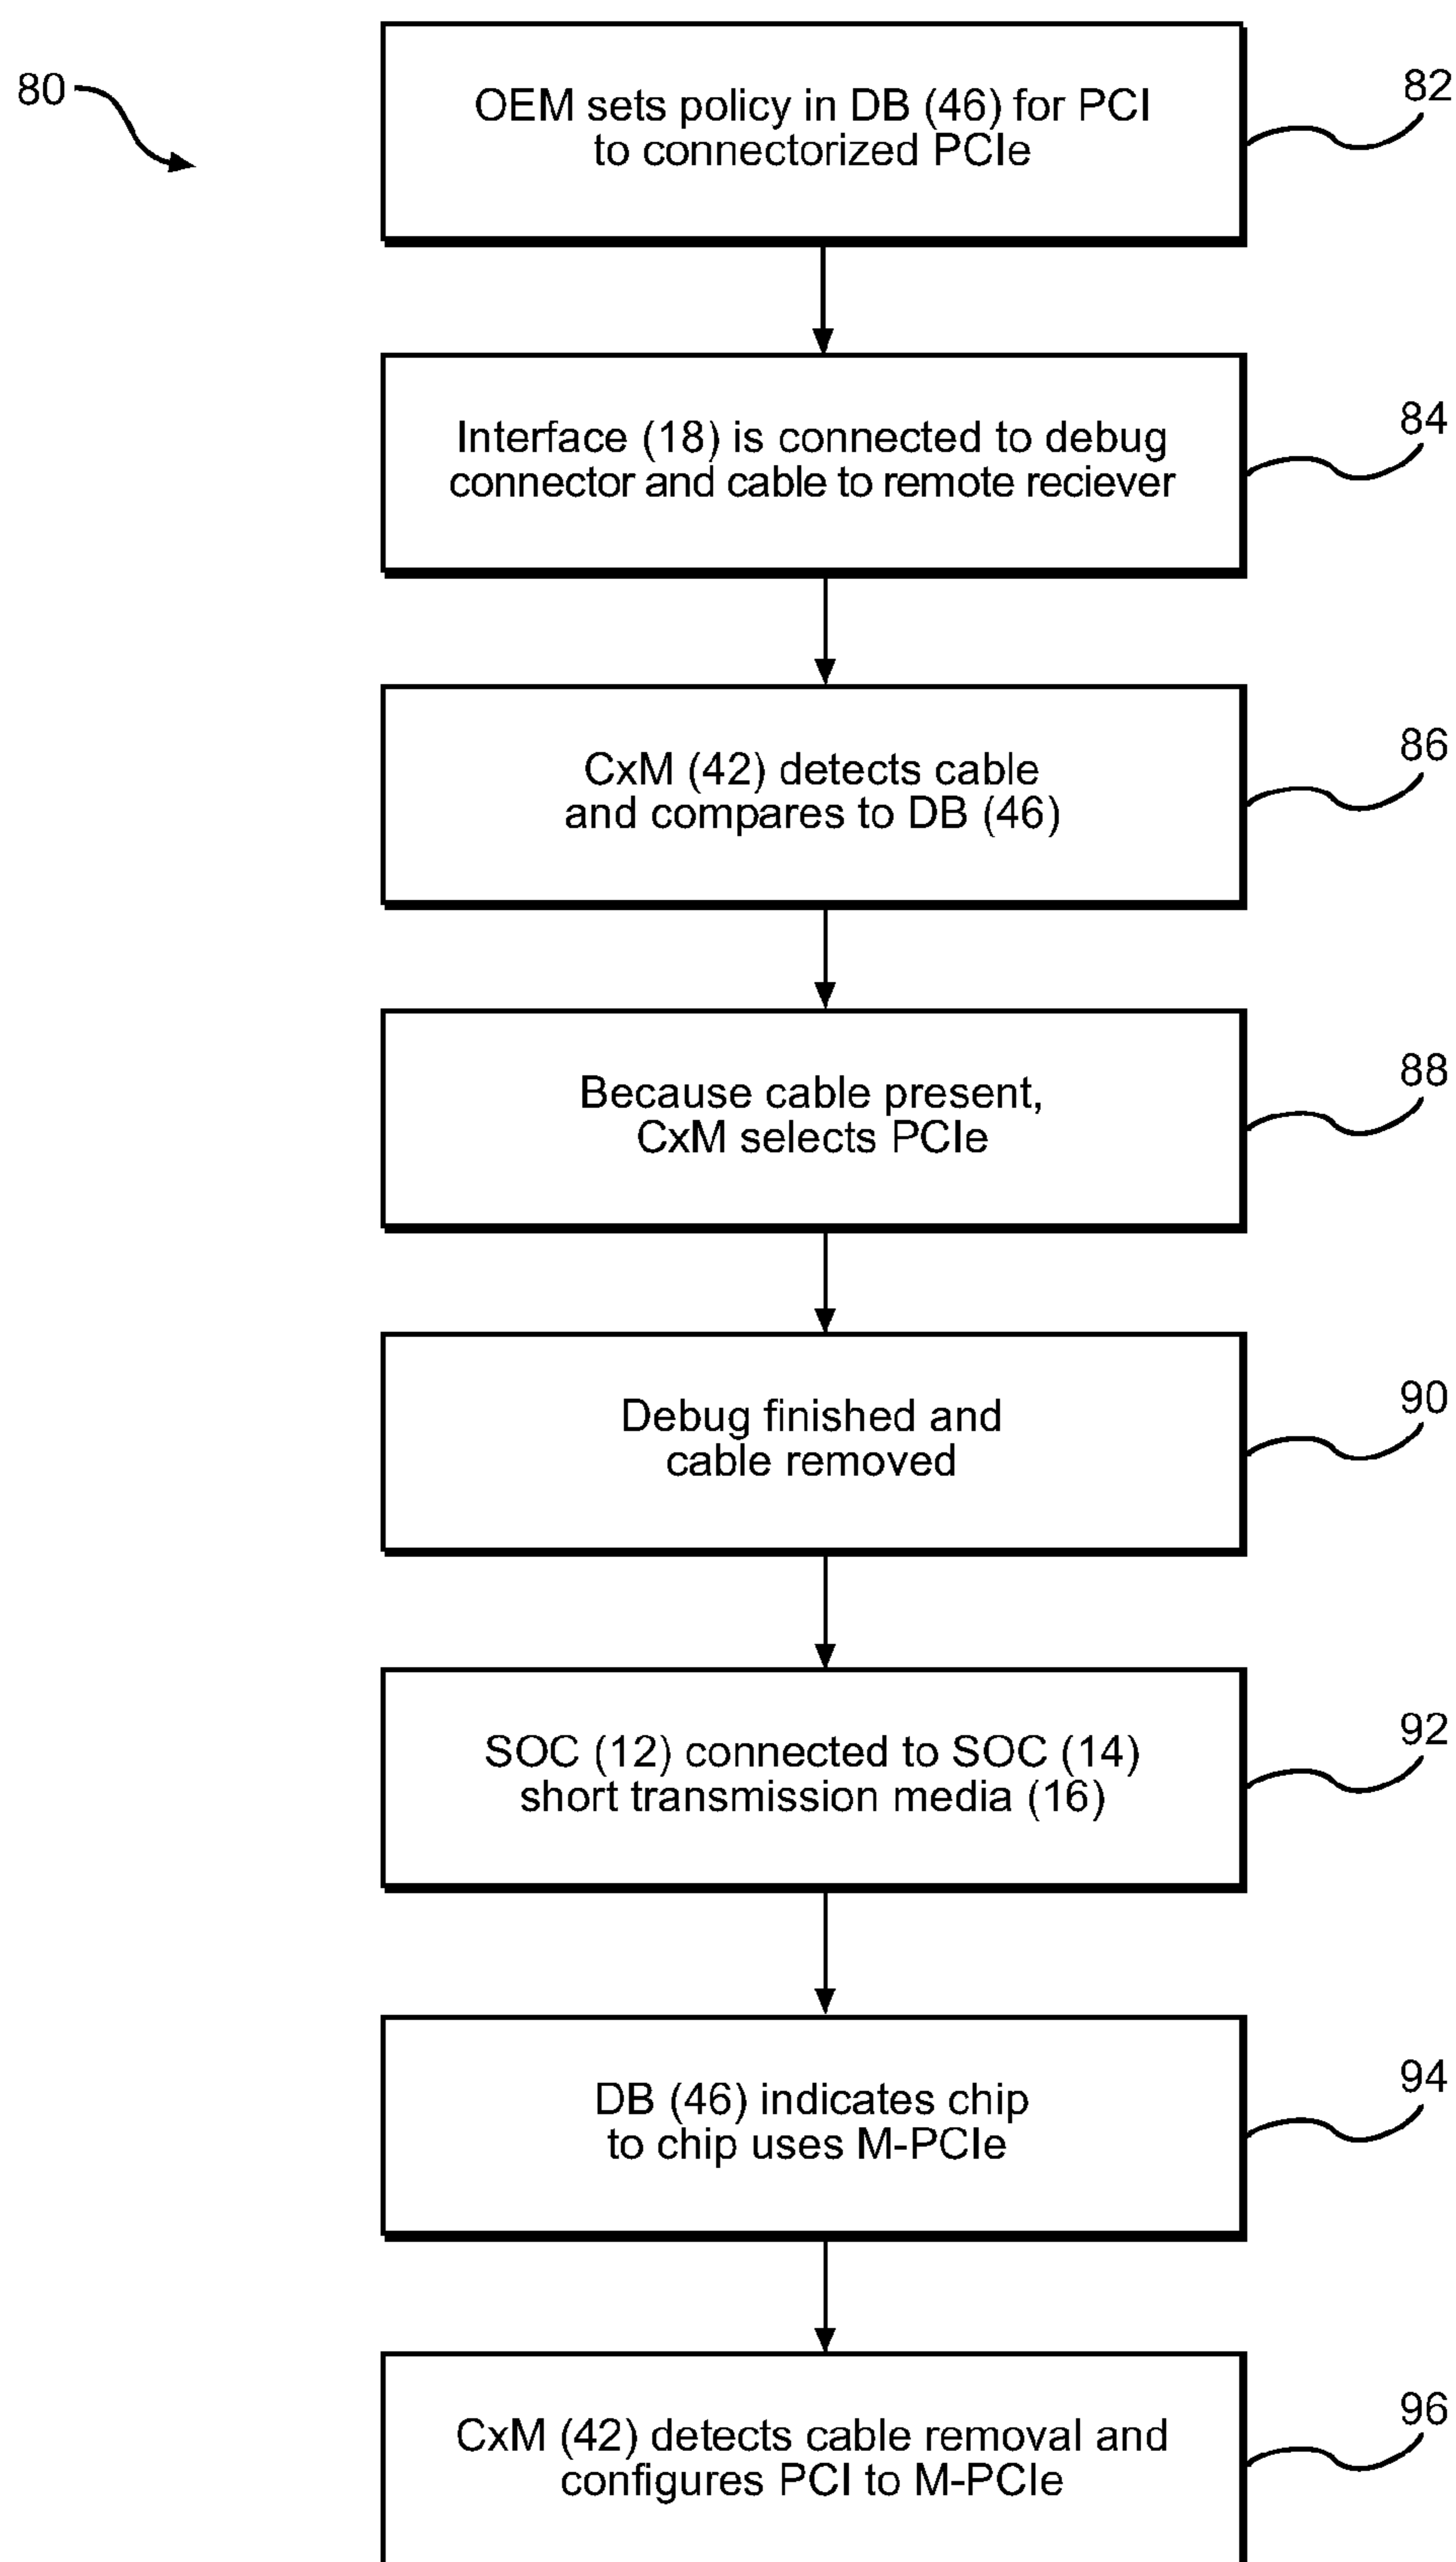 80
OEM sets policy in DB (46) for PCI
to connectorized PCIe
82
Interface (18) is connected to debug
connector and cable to remote reciever
84
CxM (42) detects cable
and compares to DB (46)
86
Because cable present,
CxM selects PCIe
88
Debug finished and
cable removed
90
SOC (12) connected to SOC (14)
short transmission media (16)
92
DB (46) indicates chip
to chip uses M-PCIe
94
CxM (42) detects cable removal and
configures PCI to M-PCIe
96